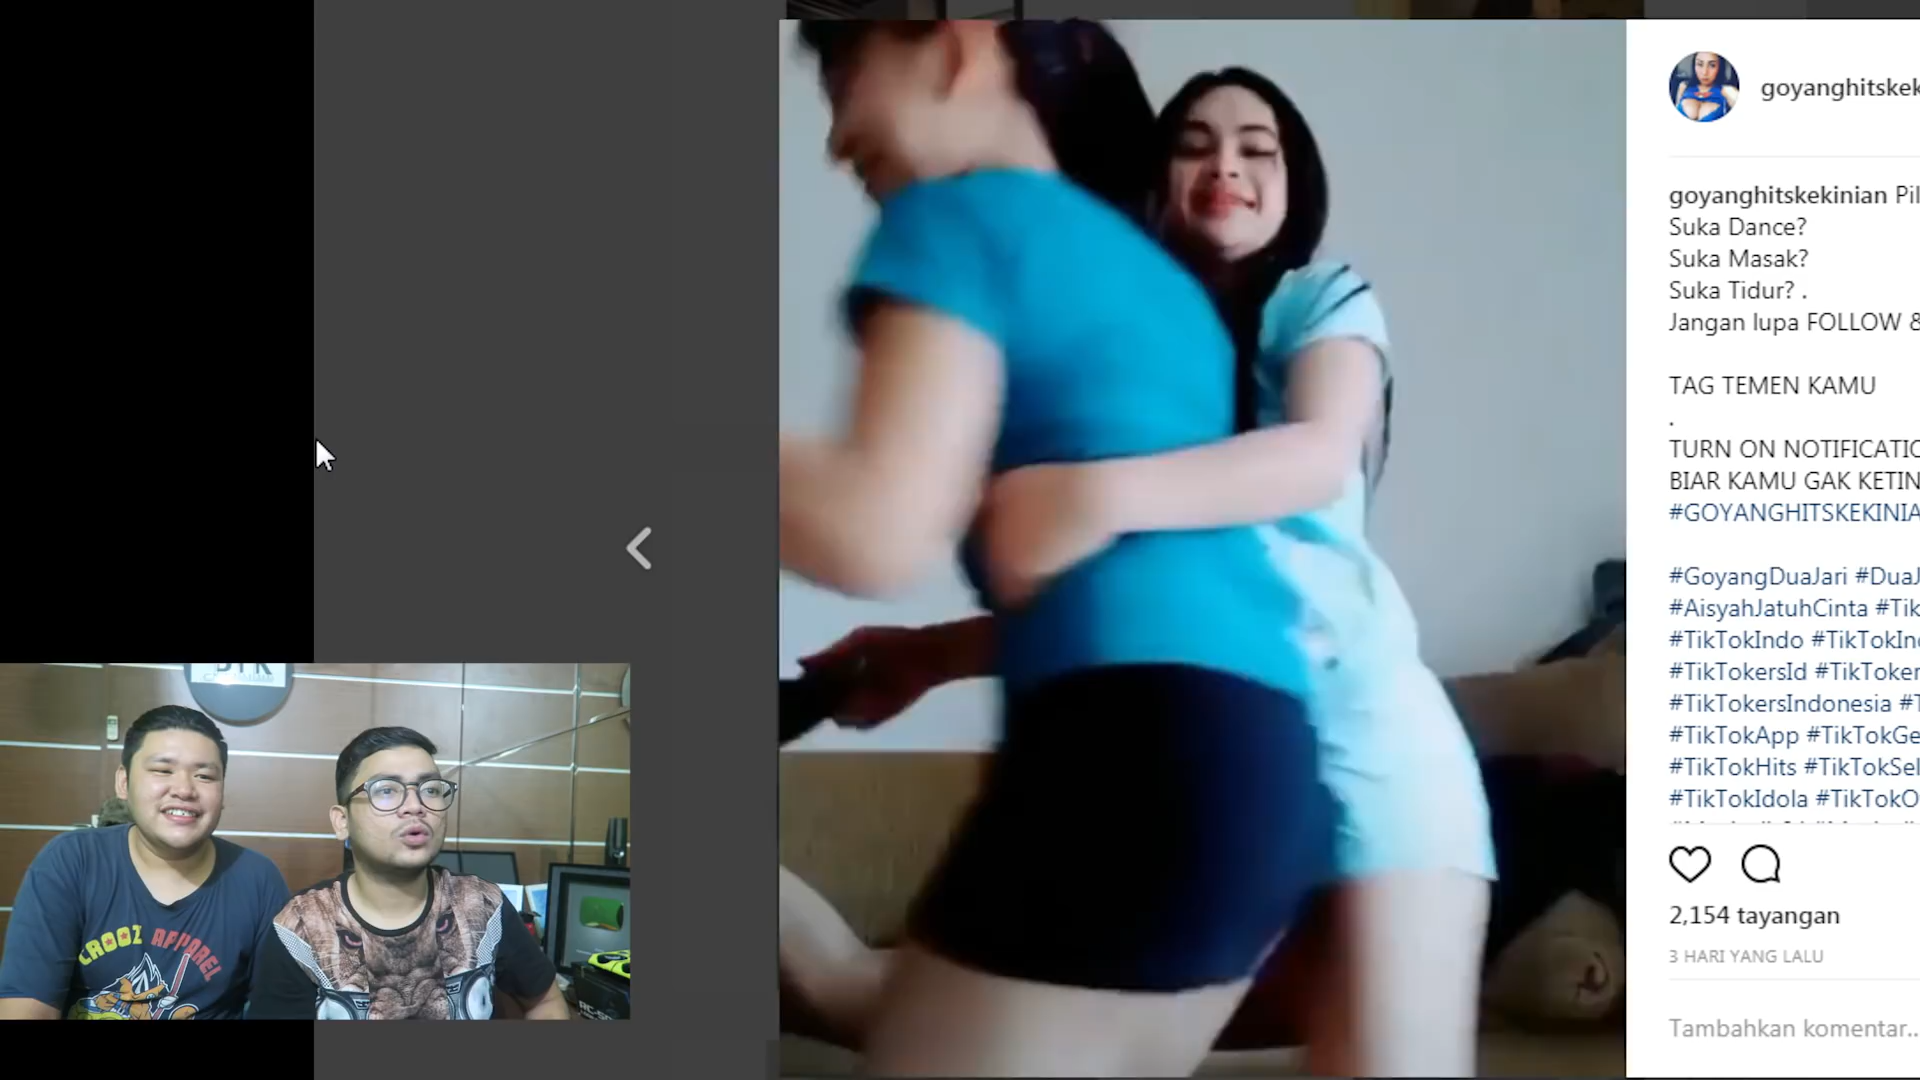 goyanghitskek
goyanghitskekinian Pil
Suka Dance?
Suka Masak?
Suka Tidur? .
Jangan lupa FOLLOW &
TAG TEMEN KAMU
.
TURN ON NOTIFICATIO
BIAR KAMU GAK KETIN
#GOYANGHITSKEKINIA
#GoyangDuaJari #DuaJ
#AisyahJatuhCinta #Tik
#TikTokIndo #TikTokInd
#TikTokersId #TikToker
#TikTokersIndonesia #T
#TikTokApp #TikTokGe
#TikTokHits #TikTokSel
#TikTokIdola #TikTokO
2,154 tayangan
3 HARI YANG LALU
Tambahkan komentar..
CROOZ APPAREL